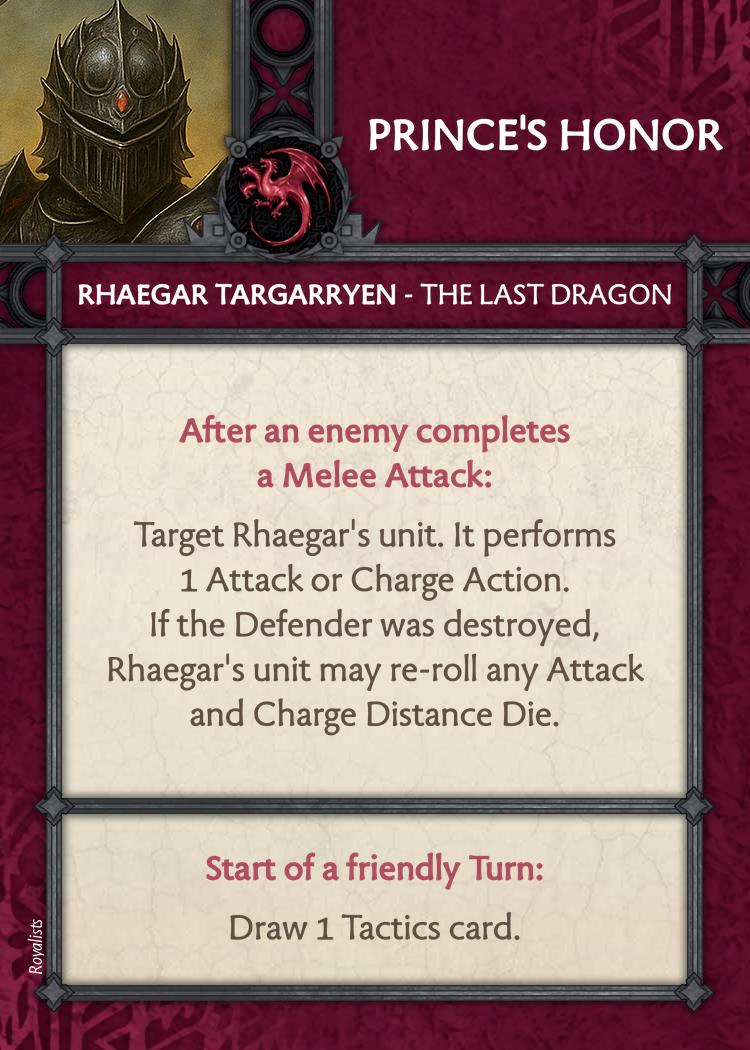 PRINCE'S HONOR
RHAEGAR TARGARRYEN - THE LAST DRAGON
After an enemy completes
a Melee Attack:
Target Rhaegar's unit. It performs
1 Attack or Charge Action.
If the Defender was destroyed,
Rhaegar's unit may re-roll any Attack
and Charge Distance Die.
Start of a friendly Turn:
Draw 1 Tactics card.
Royalists